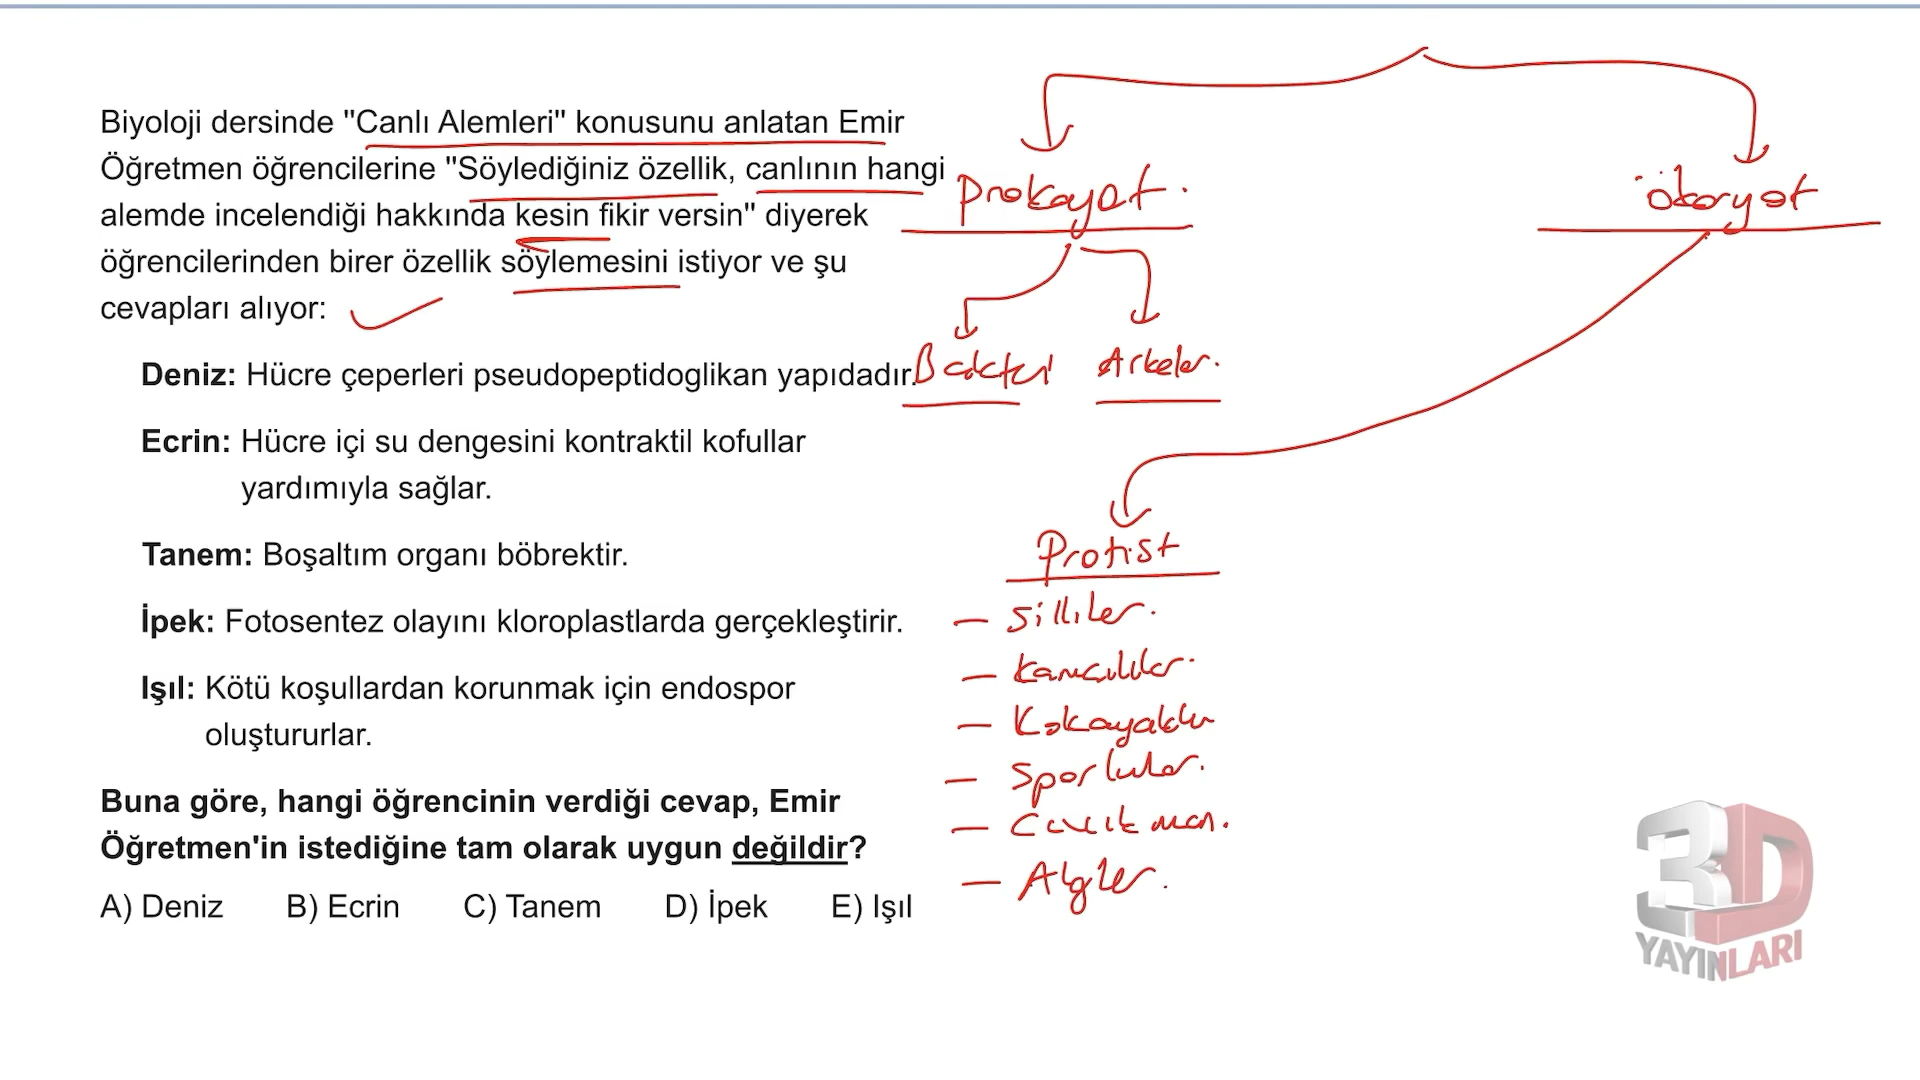 Biyoloji dersinde "Canlı Alemleri" konusunu anlatan Emir
Öğretmen öğrencilerine "Söylediğiniz özellik, canlının hangi
alemde incelendiği hakkında kesin fikir versin" diyerek
öğrencilerinden birer özellik söylemesini istiyor ve şu
cevapları alıyor:
Deniz: Hücre çeperleri pseudopeptidoglikan yapıdadır.
Ecrin: Hücre içi su dengesini kontraktil kofullar
yardımıyla sağlar.
Tanem: Boşaltım organı böbrektir.
İpek: Fotosentez olayını kloroplastlarda gerçekleştirir.
Işıl: Kötü koşullardan korunmak için endospor
oluştururlar.
Buna göre, hangi öğrencinin verdiği cevap, Emir
Öğretmen'in istediğine tam olarak uygun değildir?
A) Deniz B) Ecrin C) Tanem D) İpek E) Işıl
Prokayot.
ökaryot
Bakteri Arkeler.
Protist
- Silliler.
- Kamçılılar.
- Kökayaklılar
- Sporlular.
- Cıvık man.
- Algler.
3D
YAYINLARI